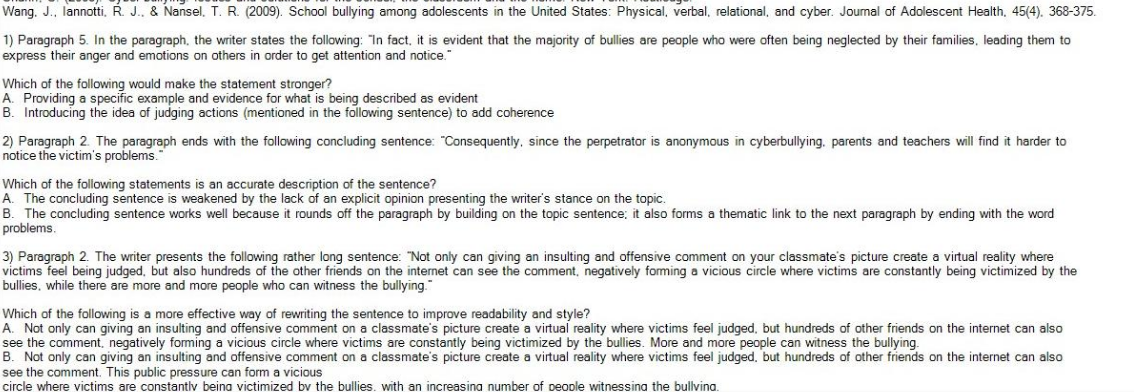 Wang, J., Iannotti, R. J., & Nansel, T. R. (2009). School bullying among adolescents in the United States: Physical, verbal, relational, and cyber. Journal of Adolescent Health, 45(4), 368-375.
1) Paragraph 5. In the paragraph, the writer states the following: "In fact, it is evident that the majority of bullies are people who were often being neglected by their families, leading them to
express their anger and emotions on others in order to get attention and notice."
Which of the following would make the statement stronger?
A. Providing a specific example and evidence for what is being described as evident
B. Introducing the idea of judging actions (mentioned in the following sentence) to add coherence
2) Paragraph 2. The paragraph ends with the following concluding sentence: "Consequently, since the perpetrator is anonymous in cyberbullying, parents and teachers will find it harder to
notice the victim's problems."
Which of the following statements is an accurate description of the sentence?
A. The concluding sentence is weakened by the lack of an explicit opinion presenting the writer's stance on the topic.
B. The concluding sentence works well because it rounds off the paragraph by building on the topic sentence; it also forms a thematic link to the next paragraph by ending with the word
problems.
3) Paragraph 2. The writer presents the following rather long sentence: "Not only can giving an insulting and offensive comment on your classmate's picture create a virtual reality where
victims feel being judged, but also hundreds of the other friends on the internet can see the comment, negatively forming a vicious circle where victims are constantly being victimized by the
bullies, while there are more and more people who can witness the bullying."
Which of the following is a more effective way of rewriting the sentence to improve readability and style?
A. Not only can giving an insulting and offensive comment on a classmate's picture create a virtual reality where victims feel judged, but hundreds of other friends on the internet can also
see the comment, negatively forming a vicious circle where victims are constantly being victimized by the bullies. More and more people can witness the bullying.
B. Not only can giving an insulting and offensive comment on a classmate's picture create a virtual reality where victims feel judged, but hundreds of other friends on the internet can also
see the comment. This public pressure can form a vicious
circle where victims are constantly being victimized by the bullies, with an increasing number of people witnessing the bullying.